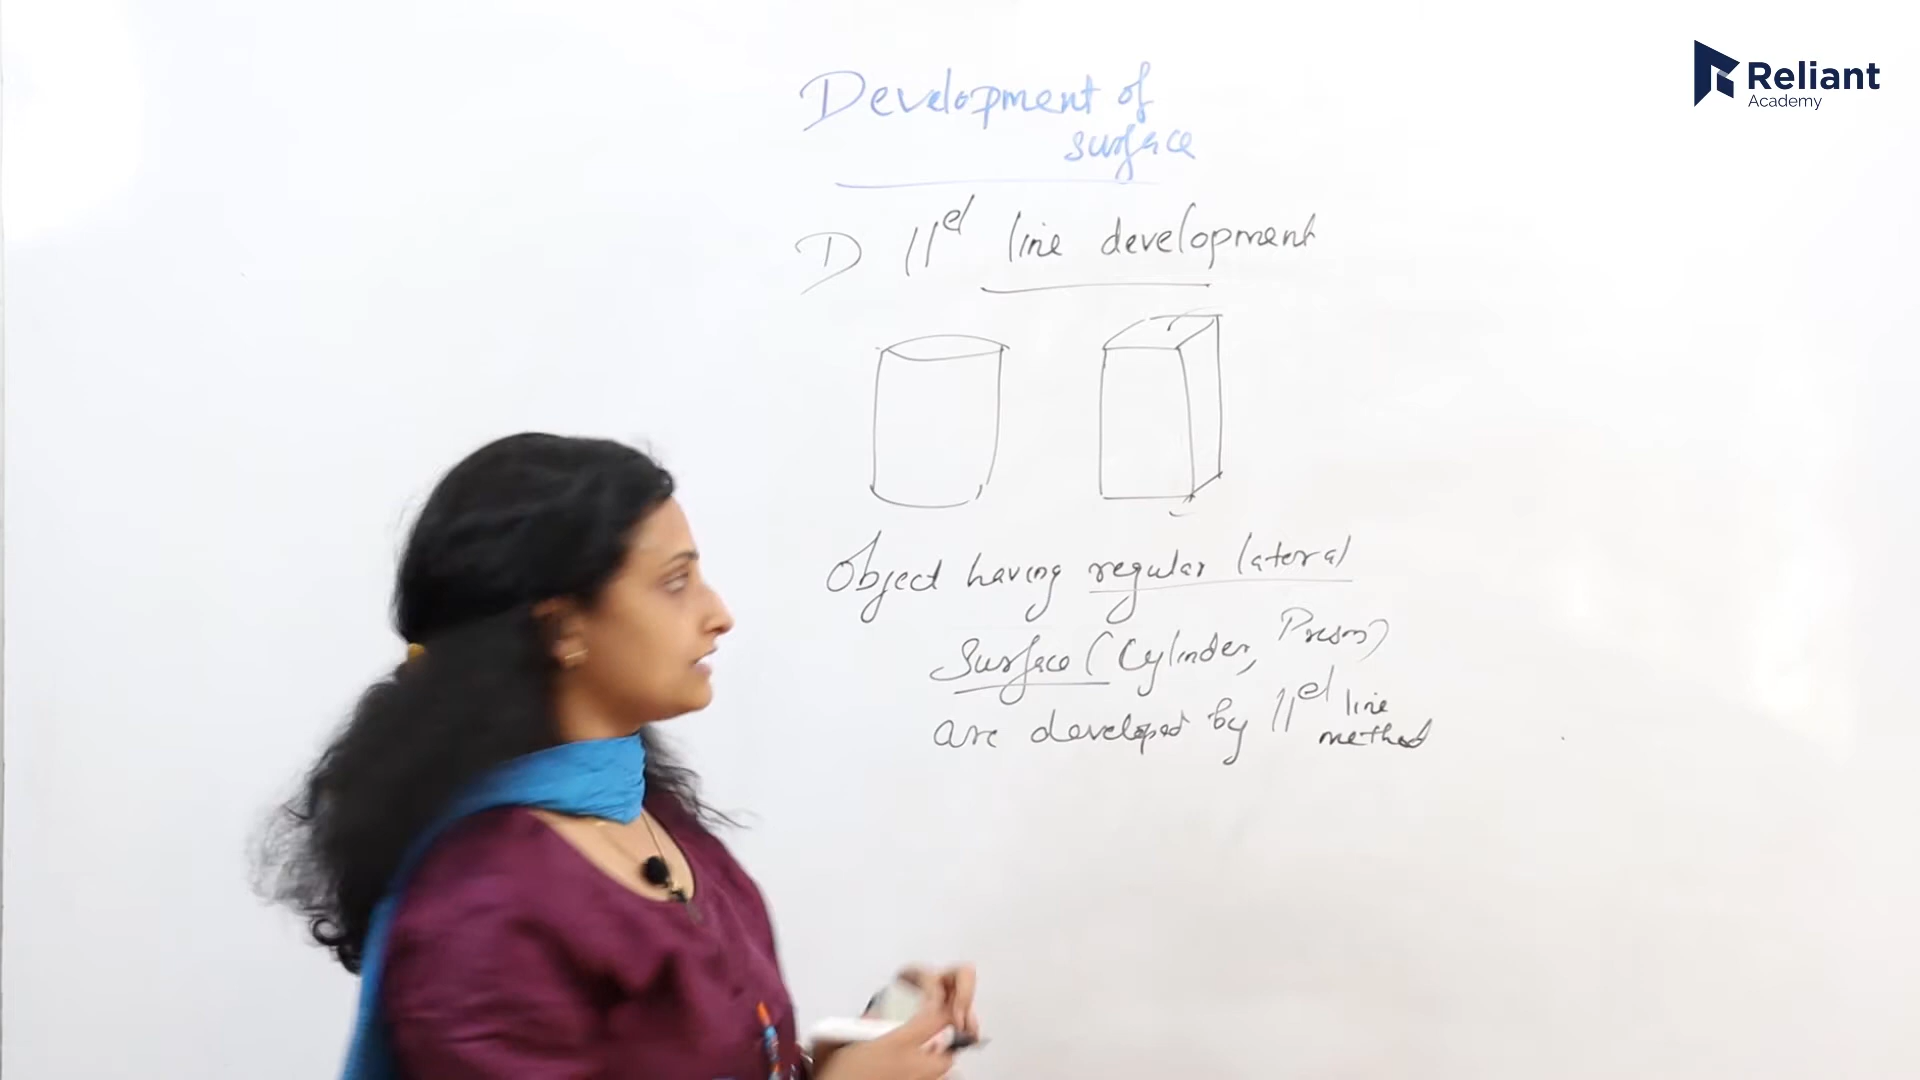 Reliant
Academy
Development of
surface
1) ||el line development
Object having regular lateral
Surface (Cylinder, Prism)
are developed by ||el line
method